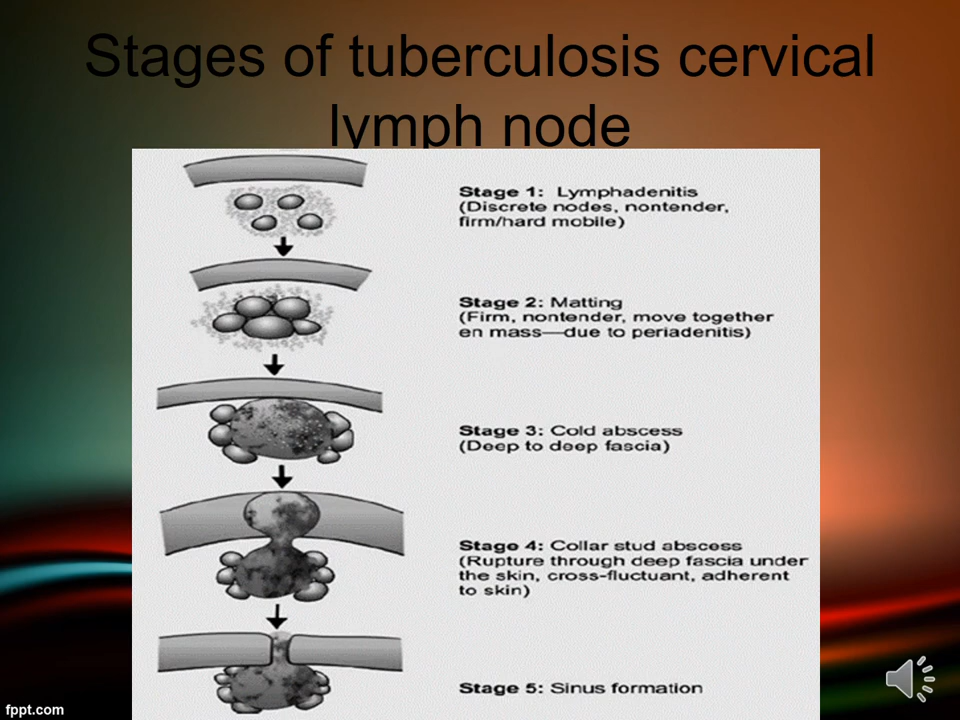 Stages of tuberculosis cervical
lymph node
Stage 1: Lymphadenitis
(Discrete nodes, nontender,
firm/hard mobile)
Stage 2: Matting
(Firm, nontender, move together
en mass—due to periadenitis)
Stage 3: Cold abscess
(Deep to deep fascia)
Stage 4: Collar stud abscess
(Rupture through deep fascia under
the skin, cross-fluctuant, adherent
to skin)
Stage 5: Sinus formation
fppt.com